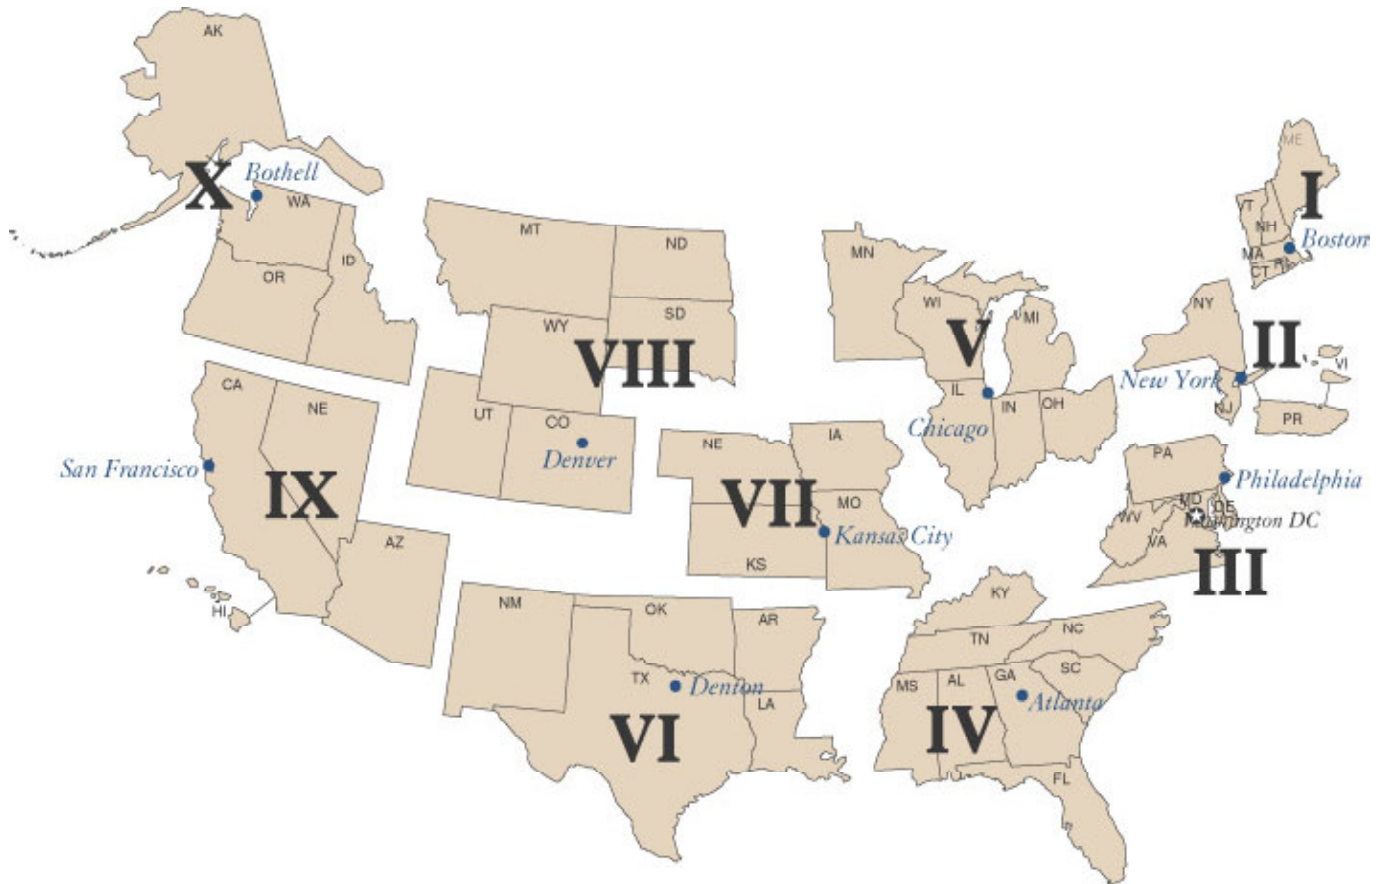 AK
X
Bothell
WA
OR
ID
MT
ND
WY
SD
VIII
UT
CO
Denver
CA
NE
San Francisco
IX
AZ
HI
MN
WI
V
MI
IL
IN
OH
Chicago
ME
I
VT
NH
Boston
MA
CT
RI
NY
II
VI
New York
NJ
PR
NE
IA
VII
MO
Kansas City
KS
PA
Philadelphia
MD
DE
Washington DC
WV
VA
III
NM
OK
AR
TX
Denton
LA
VI
KY
TN
NC
SC
MS
AL
GA
Atlanta
IV
FL